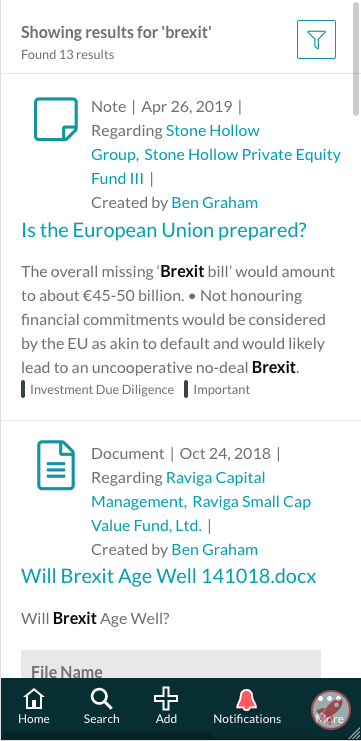 Showing results for 'brexit'
Found 13 results
Note | Apr 26, 2019 |
Regarding Stone Hollow
Group, Stone Hollow Private Equity
Fund III |
Created by Ben Graham
Is the European Union prepared?
The overall missing ‘Brexit bill’ would amount
to about €45-50 billion. • Not honouring
financial commitments would be considered
by the EU as akin to default and would likely
lead to an uncooperative no-deal Brexit.
Investment Due Diligence Important
Document | Oct 24, 2018 |
Regarding Raviga Capital
Management, Raviga Small Cap
Value Fund, Ltd. |
Created by Ben Graham
Will Brexit Age Well 141018.docx
Will Brexit Age Well?
File Name
Home Search Add Notifications More